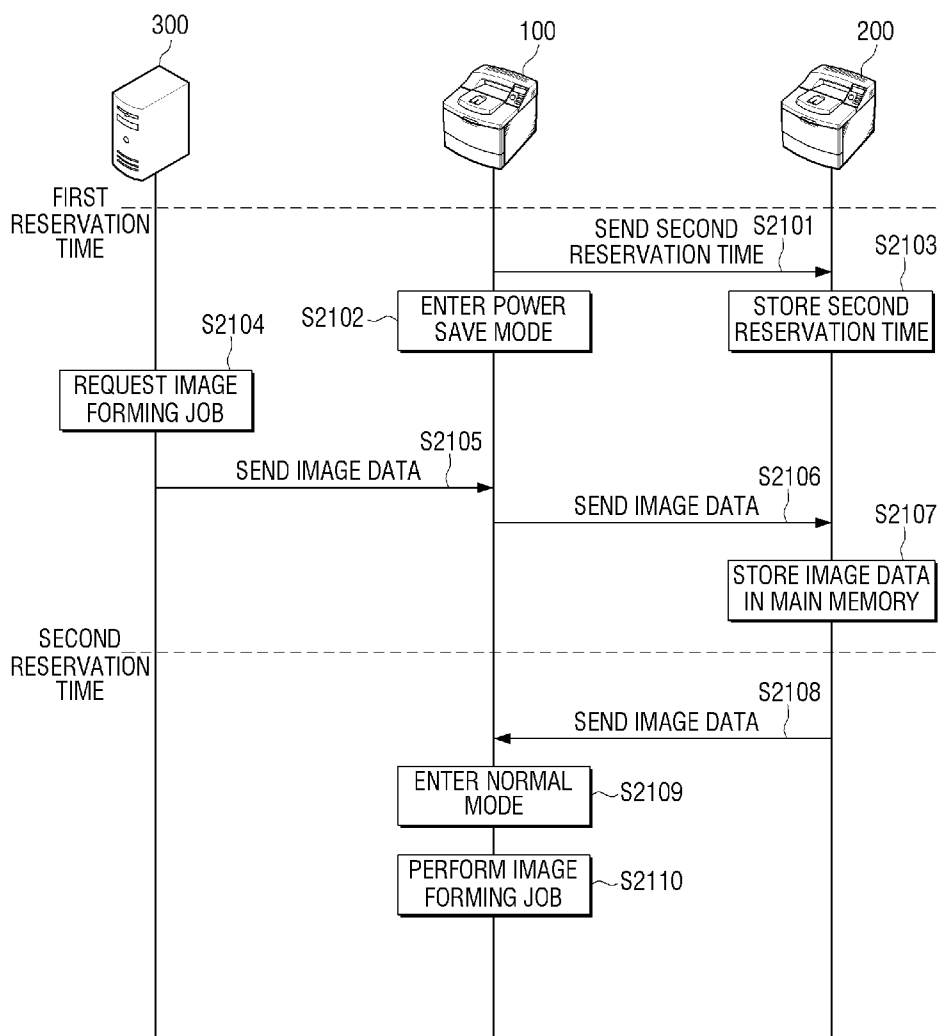 300
100
200
FIRST
RESERVATION
TIME
SEND SECOND
RESERVATION TIME
S2101
S2103
S2102
ENTER POWER
SAVE MODE
STORE SECOND
RESERVATION TIME
S2104
REQUEST IMAGE
FORMING JOB
S2105
SEND IMAGE DATA
S2106
SEND IMAGE DATA
S2107
STORE IMAGE DATA
IN MAIN MEMORY
SECOND
RESERVATION
TIME
S2108
SEND IMAGE DATA
ENTER NORMAL
MODE
S2109
PERFORM IMAGE
FORMING JOB
S2110